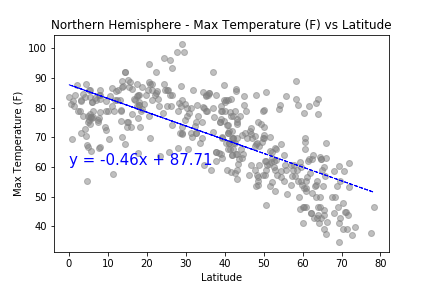 Northern Hemisphere - Max Temperature (F) vs Latitude
100
90
80
70
60
50
40
Max Temperature (F)
y = -0.46x + 87.71
0 10 20 30 40 50 60 70 80
Latitude